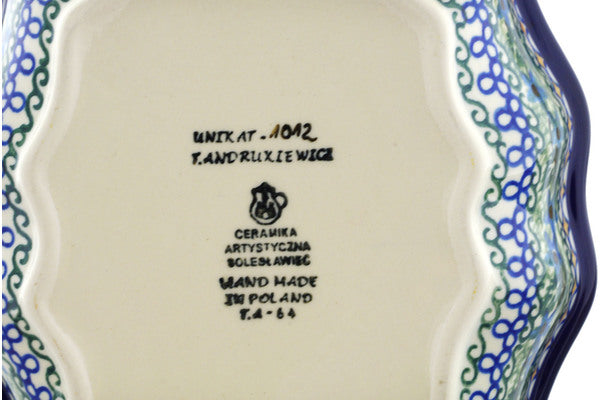 UNIKAT-1012
T.ANDRUKIEWICZ
CERAMIKA
ARTYSTYCZNA
BOLESŁAWIEC
HAND MADE
IN POLAND
T.A-64